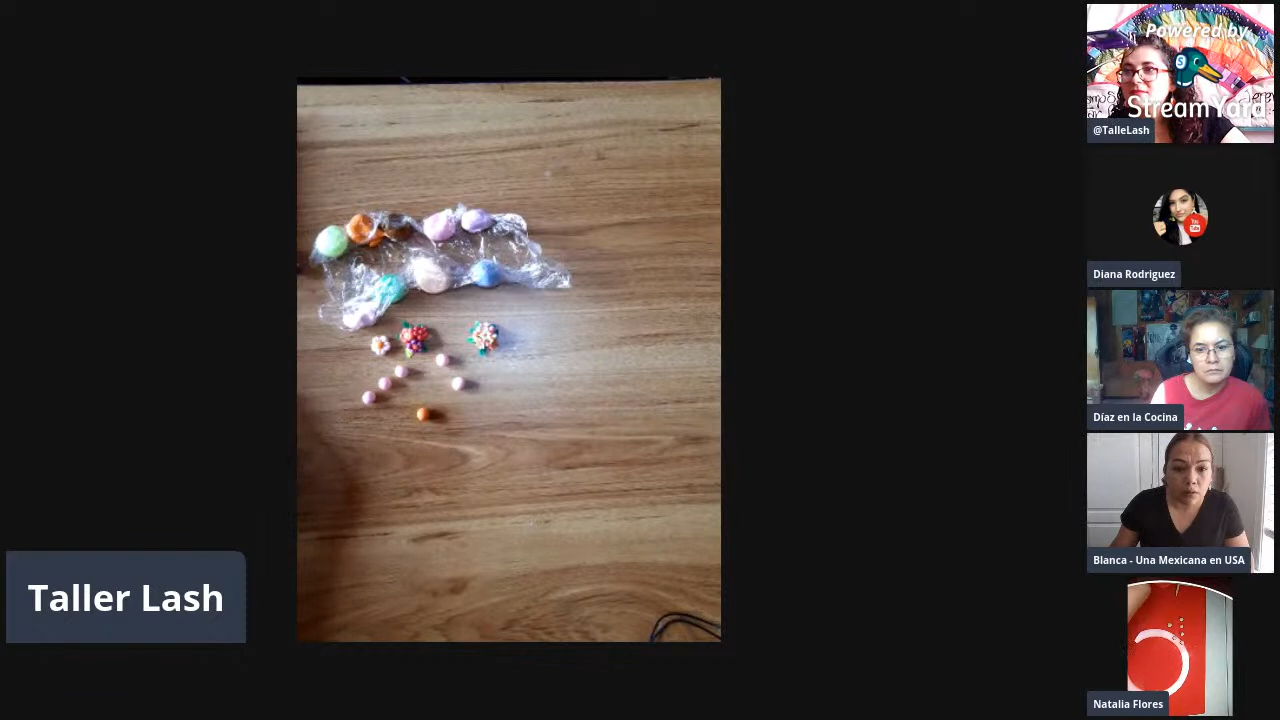 Taller Lash
Powered by
StreamYard
@TalleLash
Diana Rodriguez
Díaz en la Cocina
Blanca - Una Mexicana en USA
Natalia Flores